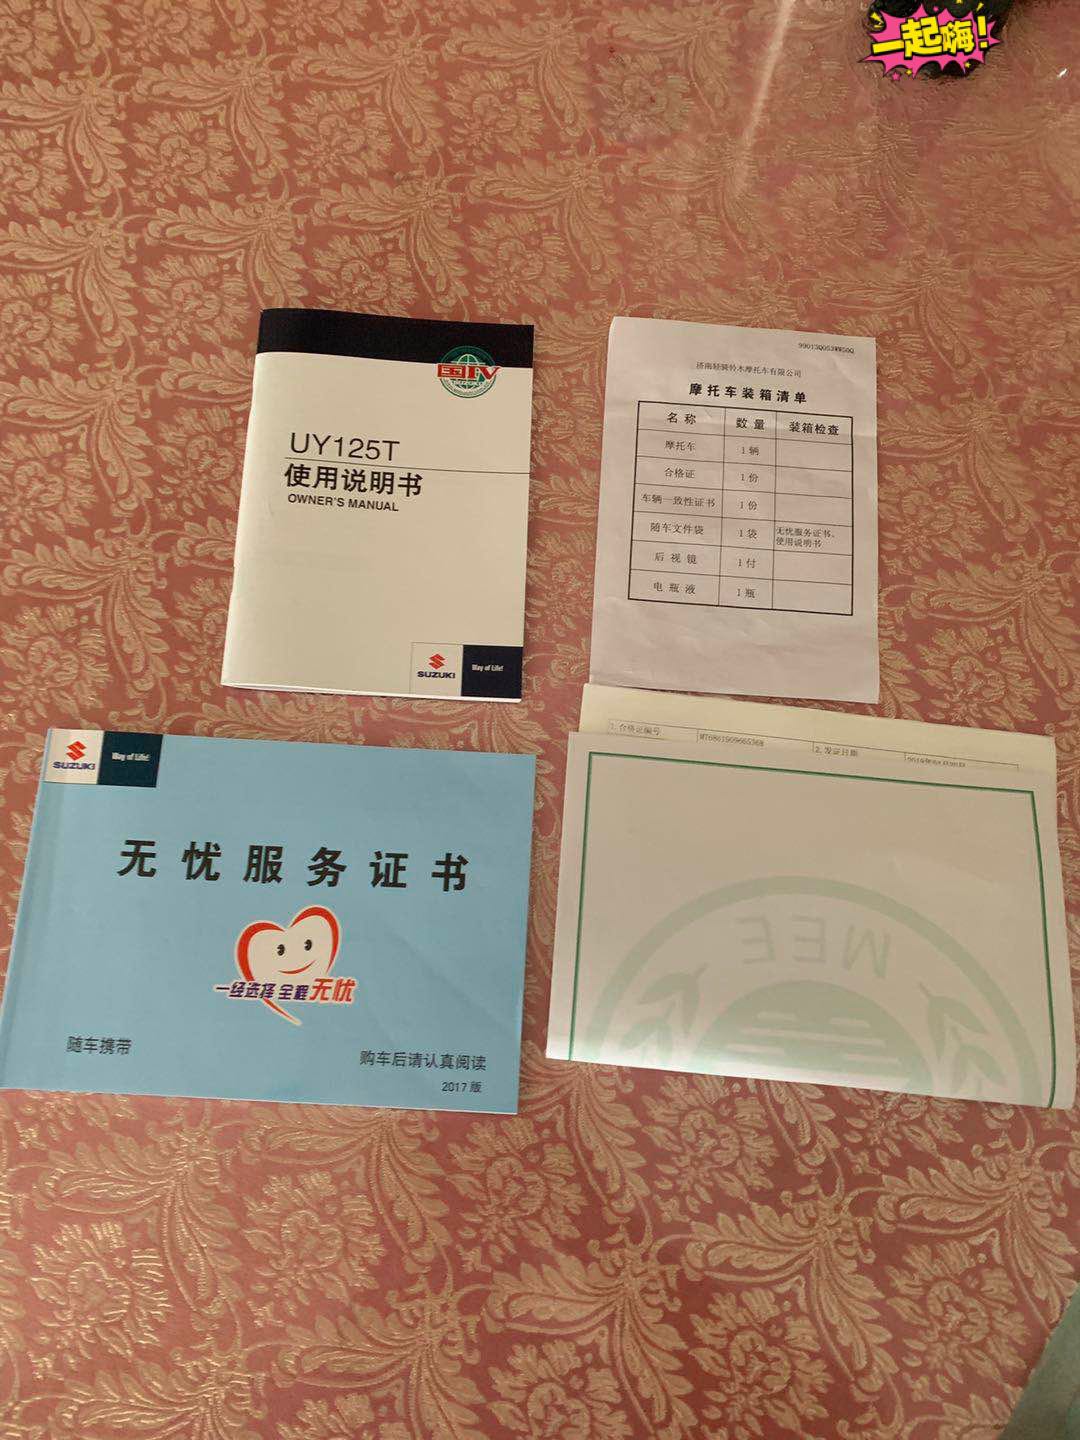 一起嗨!
国IV
SUZUKI
UY125T
使用说明书
OWNER'S MANUAL
SUZUKI
Way of Life!
99013Q053WW50Q
济南轻骑铃木摩托车有限公司
摩托车装箱清单
名 称 数 量 装箱检查
摩托车 1 辆
合格证 1 份
车辆一致性证书 1 份
随车文件袋 1 袋 无忧服务证书、
使用说明书
后 视 镜 1 付
电 瓶 液 1 瓶
SUZUKI
Way of Life!
无忧服务证书
一经选择 全程无忧
随车携带
购车后请认真阅读
2017 版
1.合格证编号
2.发证日期
MEE